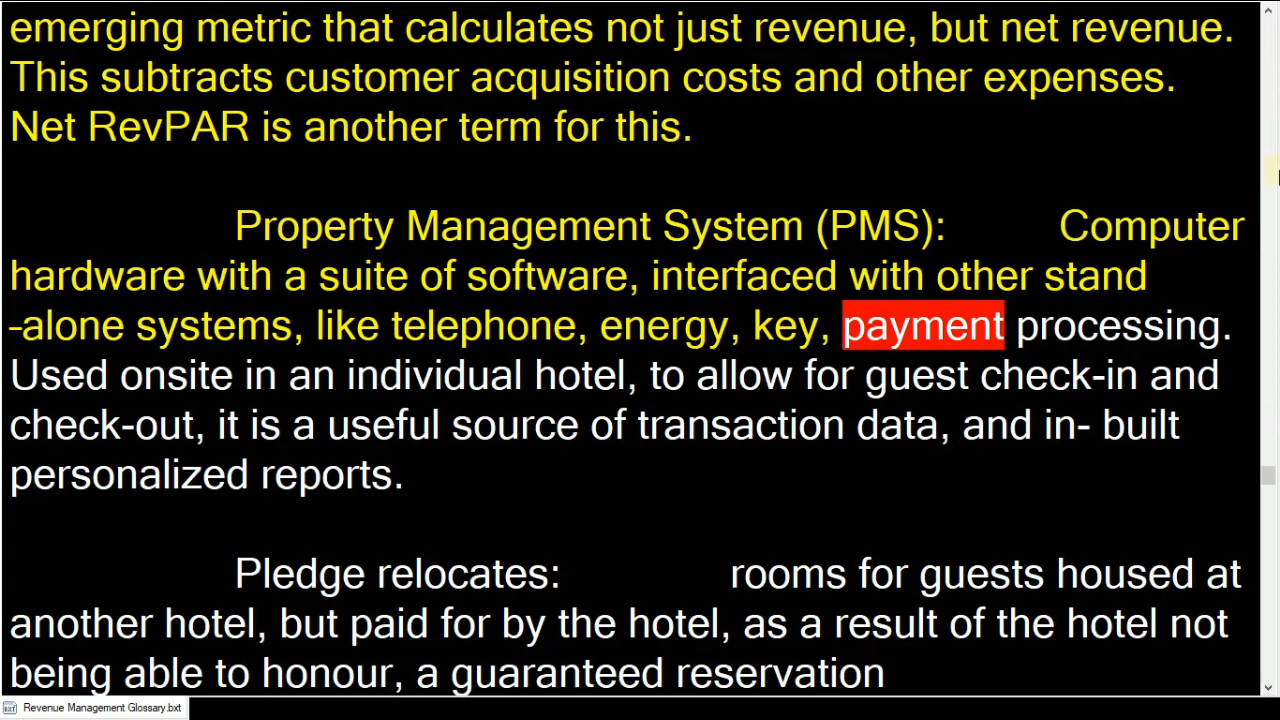 emerging metric that calculates not just revenue, but net revenue.
This subtracts customer acquisition costs and other expenses.
Net RevPAR is another term for this.
Property Management System (PMS): Computer
hardware with a suite of software, interfaced with other stand
–alone systems, like telephone, energy, key, payment processing.
Used onsite in an individual hotel, to allow for guest check-in and
check-out, it is a useful source of transaction data, and in- built
personalized reports.
Pledge relocates: rooms for guests housed at
another hotel, but paid for by the hotel, as a result of the hotel not
being able to honour, a guaranteed reservation
Revenue Management Glossary.bxt